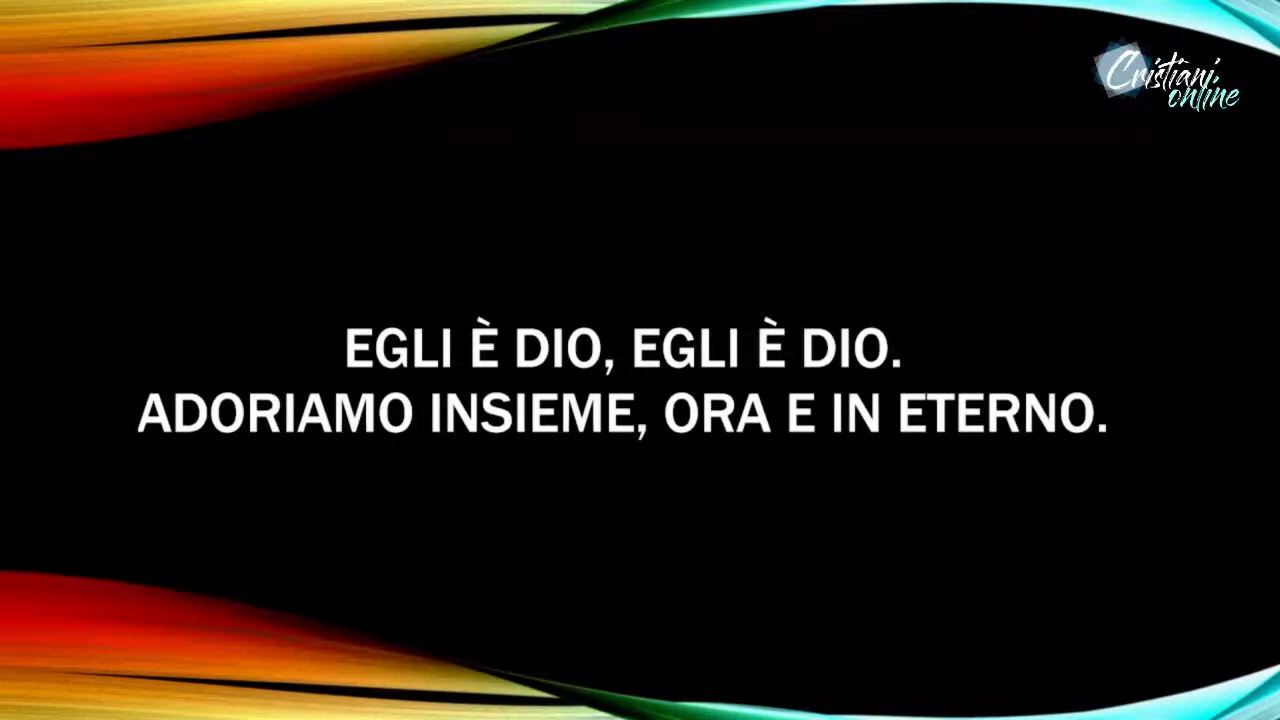 Cristiani
online
EGLI È DIO, EGLI È DIO.
ADORIAMO INSIEME, ORA E IN ETERNO.